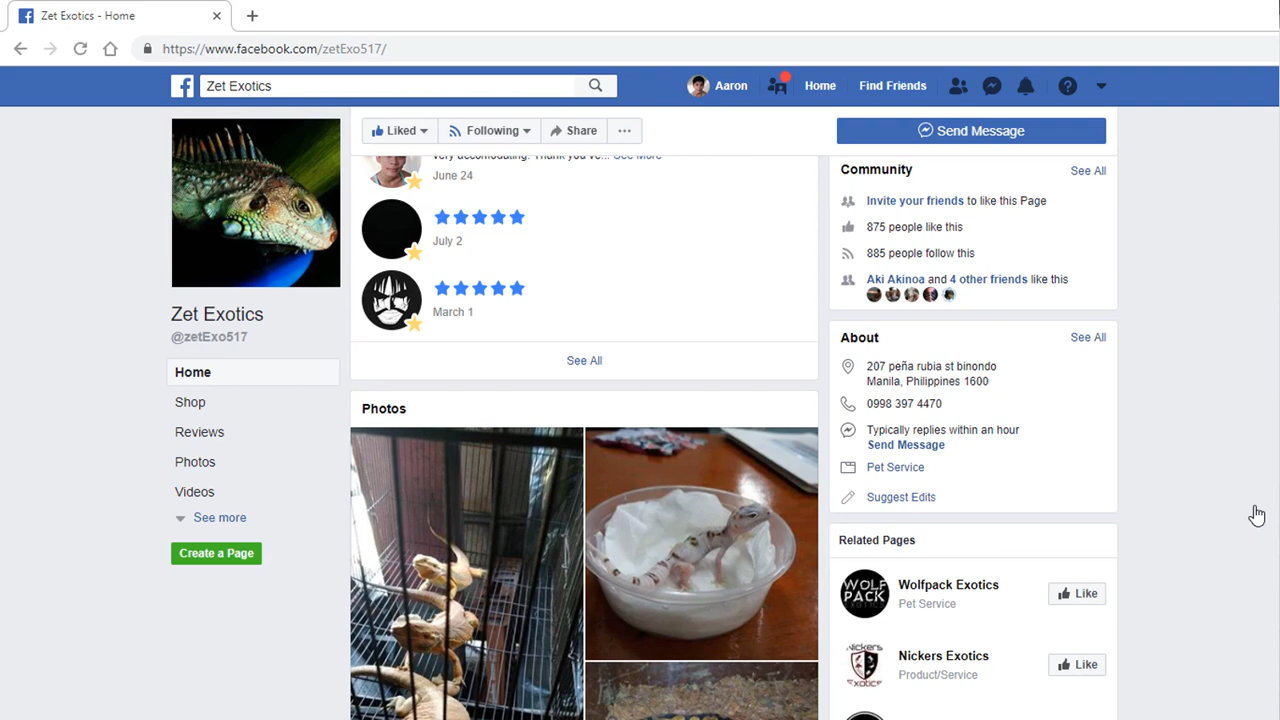 Zet Exotics - Home
https://www.facebook.com/zetExo517/
Zet Exotics
Aaron
Home
Find Friends
Liked
Following
Share
Send Message
very accomodating. Thank you ve... See More
June 24
July 2
March 1
See All
Zet Exotics
@zetExo517
Home
Shop
Reviews
Photos
Videos
See more
Create a Page
Photos
Community
See All
Invite your friends to like this Page
875 people like this
885 people follow this
Aki Akinoa and 4 other friends like this
About
See All
207 peña rubia st binondo
Manila, Philippines 1600
0998 397 4470
Typically replies within an hour
Send Message
Pet Service
Suggest Edits
Related Pages
WOLF
PACK
EXOTICS
Wolfpack Exotics
Pet Service
Like
Nickers
Exotics
Nickers Exotics
Product/Service
Like